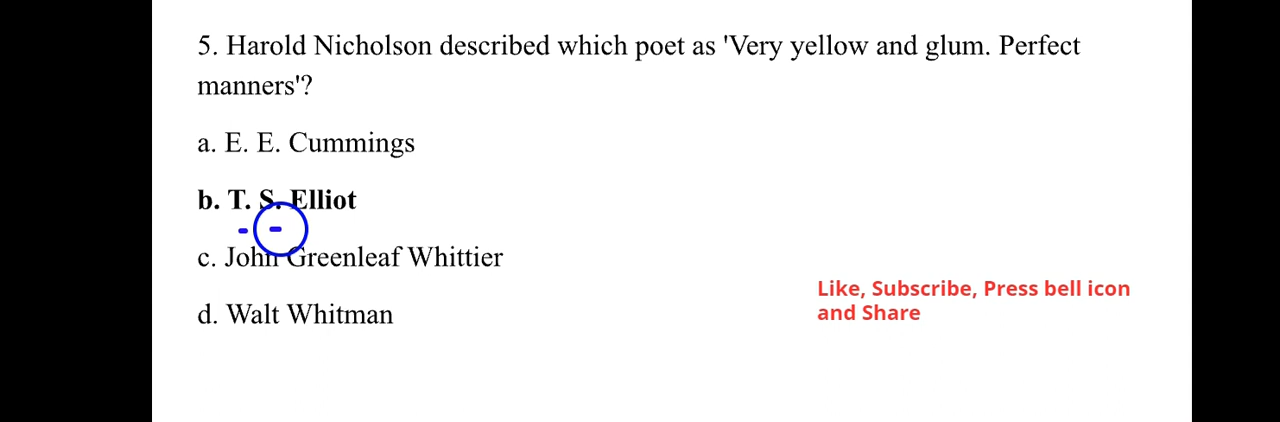 5. Harold Nicholson described which poet as 'Very yellow and glum. Perfect
manners'?
a. E. E. Cummings
b. T. S. Elliot
c. John Greenleaf Whittier
d. Walt Whitman
Like, Subscribe, Press bell icon
and Share